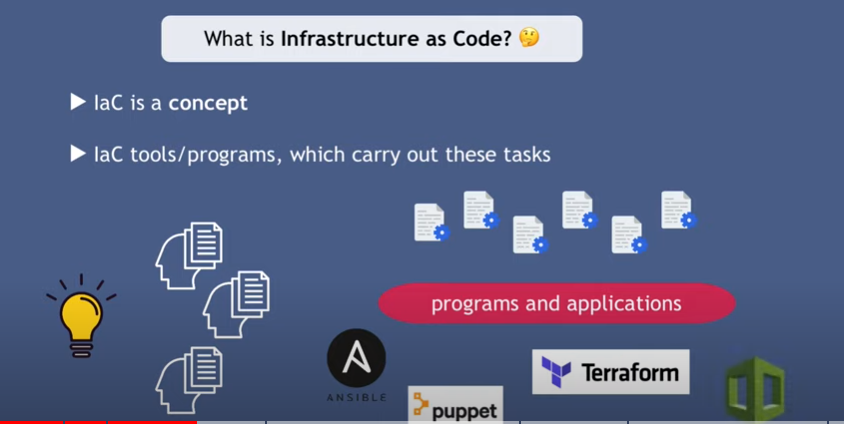 What is Infrastructure as Code? 🤔
▶ IaC is a concept
▶ IaC tools/programs, which carry out these tasks
programs and applications
ANSIBLE
Terraform
puppet